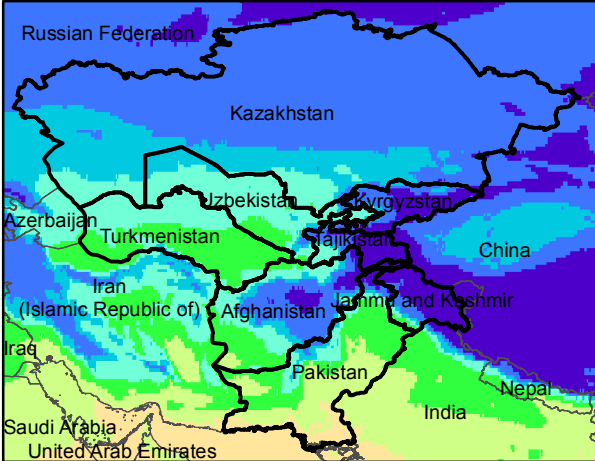 Russian Federation
Kazakhstan
Uzbekistan
Kyrgyzstan
Azerbaijan
Turkmenistan
Tajikistan
China
Iran
(Islamic Republic of)
Afghanistan
Jammu and Kashmir
Iraq
Pakistan
Nepal
India
Saudi Arabia
United Arab Emirates